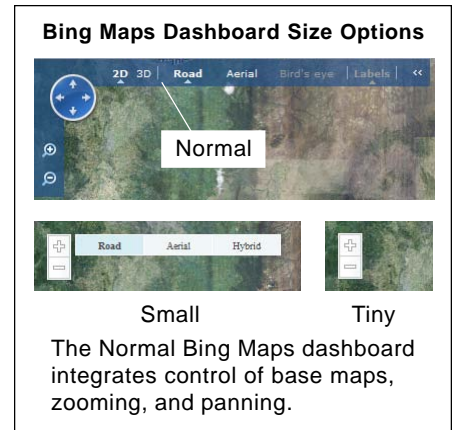 Bing Maps Dashboard Size Options
2D 3D Road Aerial Bird's eye Labels <<
Normal
Road Aerial Hybrid
Small Tiny
The Normal Bing Maps dashboard
integrates control of base maps,
zooming, and panning.